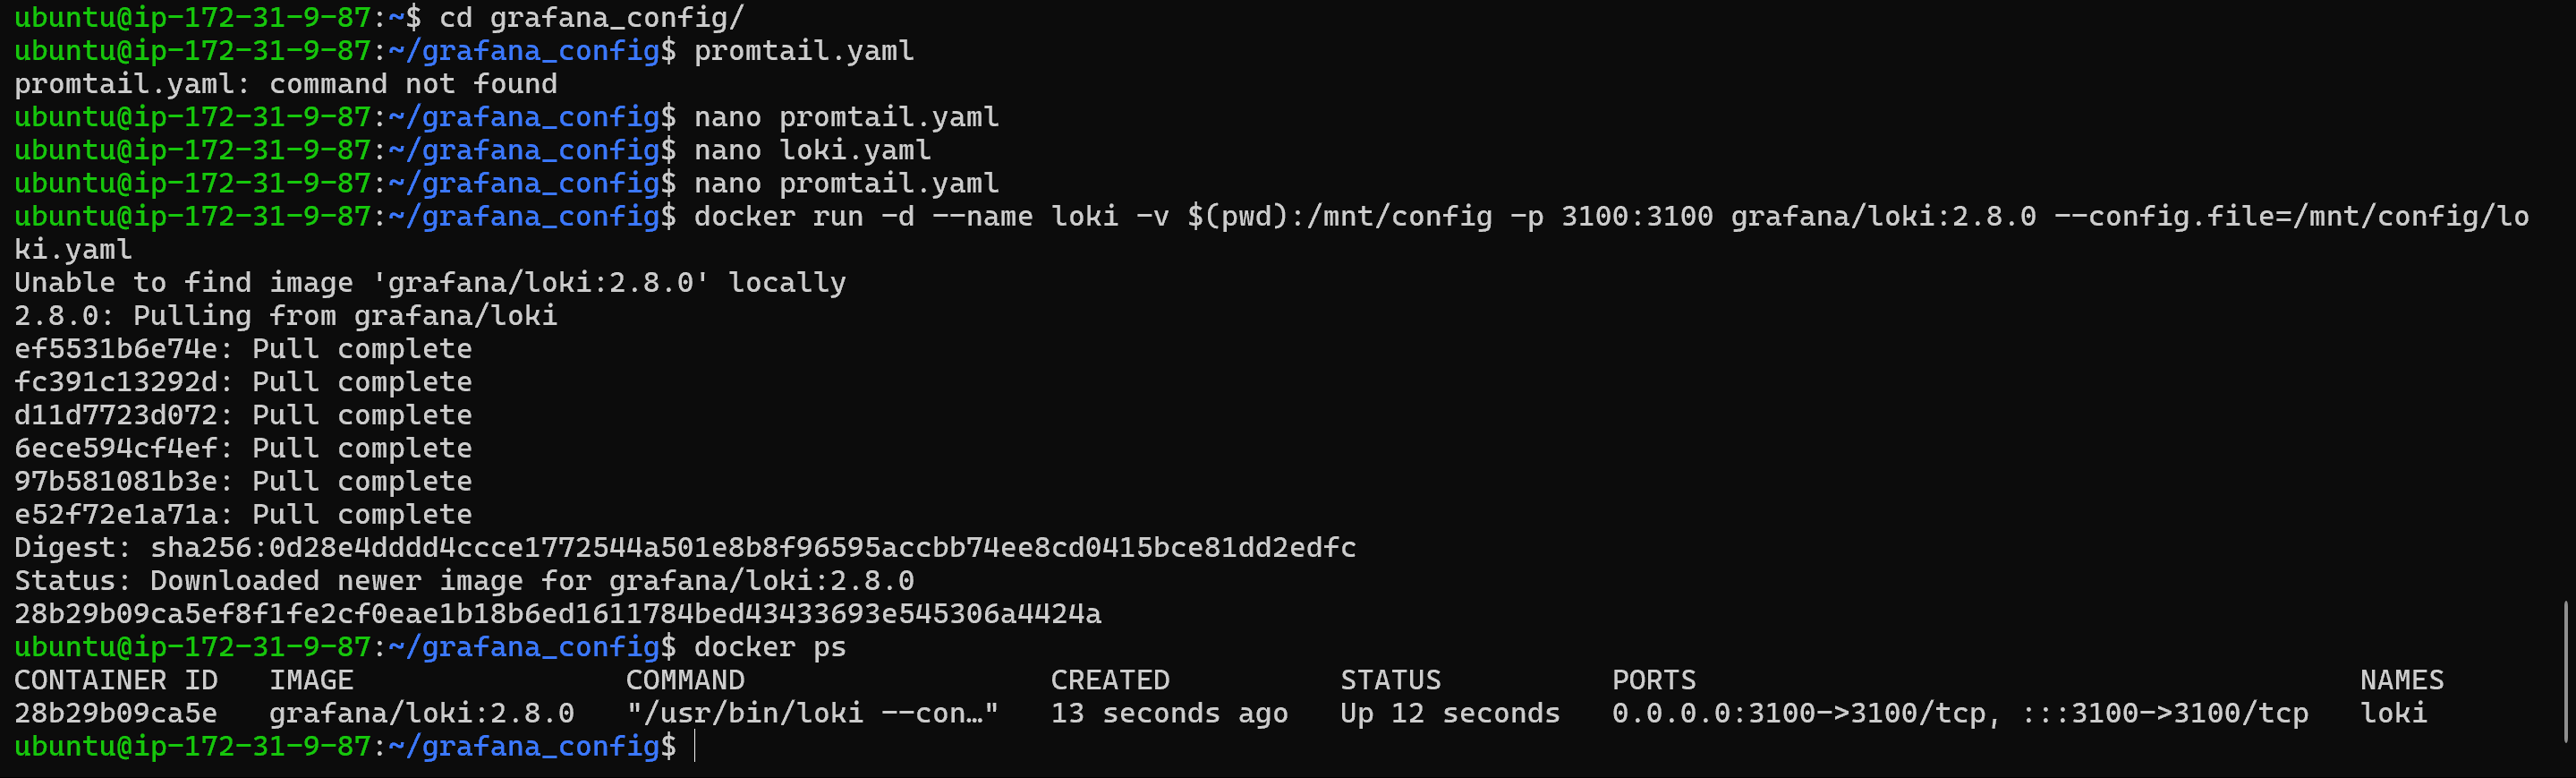 ubuntu@ip-172-31-9-87:~$ cd grafana_config/
ubuntu@ip-172-31-9-87:~/grafana_config$ promtail.yaml
promtail.yaml: command not found
ubuntu@ip-172-31-9-87:~/grafana_config$ nano promtail.yaml
ubuntu@ip-172-31-9-87:~/grafana_config$ nano loki.yaml
ubuntu@ip-172-31-9-87:~/grafana_config$ nano promtail.yaml
ubuntu@ip-172-31-9-87:~/grafana_config$ docker run -d --name loki -v $(pwd):/mnt/config -p 3100:3100 grafana/loki:2.8.0 --config.file=/mnt/config/lo
ki.yaml
Unable to find image 'grafana/loki:2.8.0' locally
2.8.0: Pulling from grafana/loki
ef5531b6e74e: Pull complete
fc391c13292d: Pull complete
d11d7723d072: Pull complete
6ece594cf4ef: Pull complete
97b581081b3e: Pull complete
e52f72e1a71a: Pull complete
Digest: sha256:0d28e4dddd4ccce1772544a501e8b8f96595accbb74ee8cd0415bce81dd2edfc
Status: Downloaded newer image for grafana/loki:2.8.0
28b29b09ca5ef8f1fe2cf0eae1b18b6ed1611784bed43433693e545306a4424a
ubuntu@ip-172-31-9-87:~/grafana_config$ docker ps
CONTAINER ID   IMAGE                COMMAND                  CREATED          STATUS          PORTS                                       NAMES
28b29b09ca5e   grafana/loki:2.8.0   "/usr/bin/loki --con…"   13 seconds ago   Up 12 seconds   0.0.0.0:3100->3100/tcp, :::3100->3100/tcp   loki
ubuntu@ip-172-31-9-87:~/grafana_config$